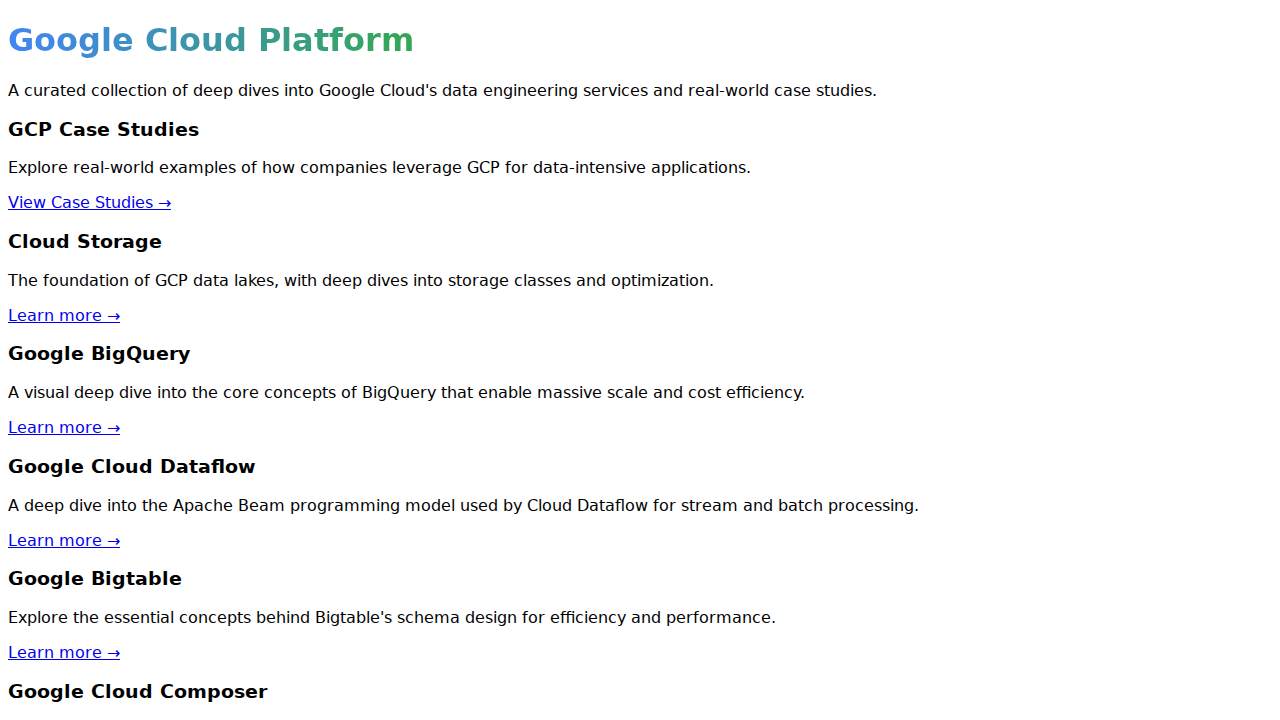 Google Cloud Platform
A curated collection of deep dives into Google Cloud's data engineering services and real-world case studies.
GCP Case Studies
Explore real-world examples of how companies leverage GCP for data-intensive applications.
View Case Studies →
Cloud Storage
The foundation of GCP data lakes, with deep dives into storage classes and optimization.
Learn more →
Google BigQuery
A visual deep dive into the core concepts of BigQuery that enable massive scale and cost efficiency.
Learn more →
Google Cloud Dataflow
A deep dive into the Apache Beam programming model used by Cloud Dataflow for stream and batch processing.
Learn more →
Google Bigtable
Explore the essential concepts behind Bigtable's schema design for efficiency and performance.
Learn more →
Google Cloud Composer